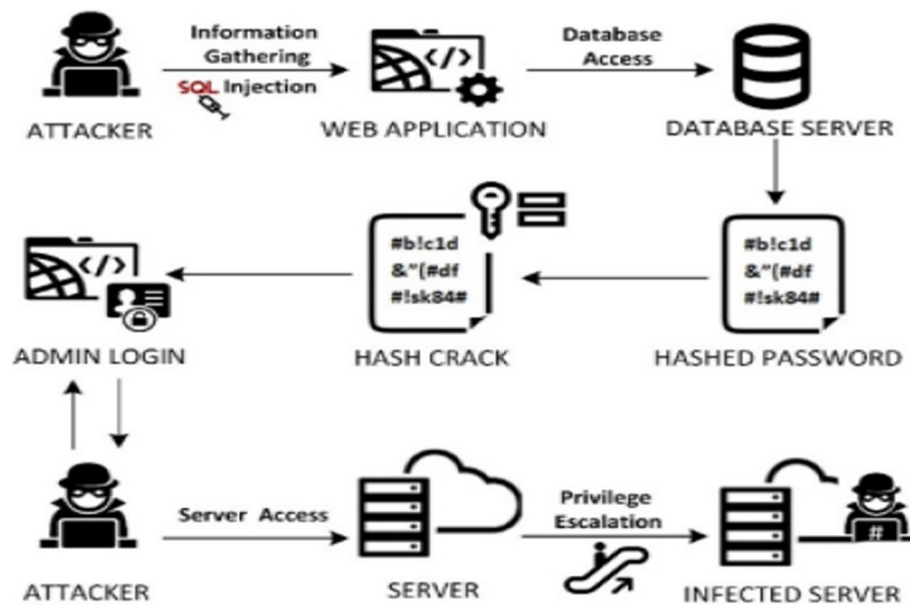 Information
Gathering
SQL Injection
Database
Access
</>
ATTACKER
WEB APPLICATION
DATABASE SERVER
#b!c1d
&"(#df
#!sk84#
#b!c1d
&"(#df
#!sk84#
</>
ADMIN LOGIN
HASH CRACK
HASHED PASSWORD
Server Access
Privilege
Escalation
#
ATTACKER
SERVER
INFECTED SERVER